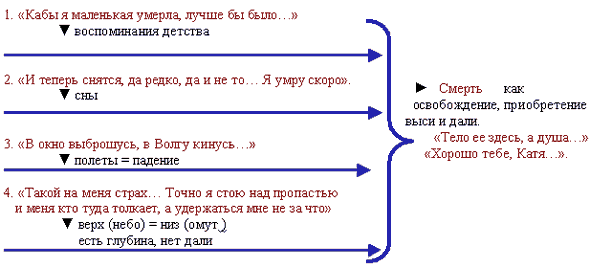 1. «Кабы я маленькая умерла, лучше бы было…»
▼ воспоминания детства
2. «И теперь снятся, да редко, да и не то… Я умру скоро».
▼ сны
3. «В окно выброшусь, в Волгу кинусь…»
▼ полеты = падение
4. «Такой на меня страх… Точно я стою над пропастью
и меня кто туда толкает, а удержаться мне не за что»
▼ верх (небо) = низ (омут,)
есть глубина, нет дали
► Смерть как
освобождение, приобретение
выси и дали.
«Тело ее здесь, а душа…»
«Хорошо тебе, Катя…».